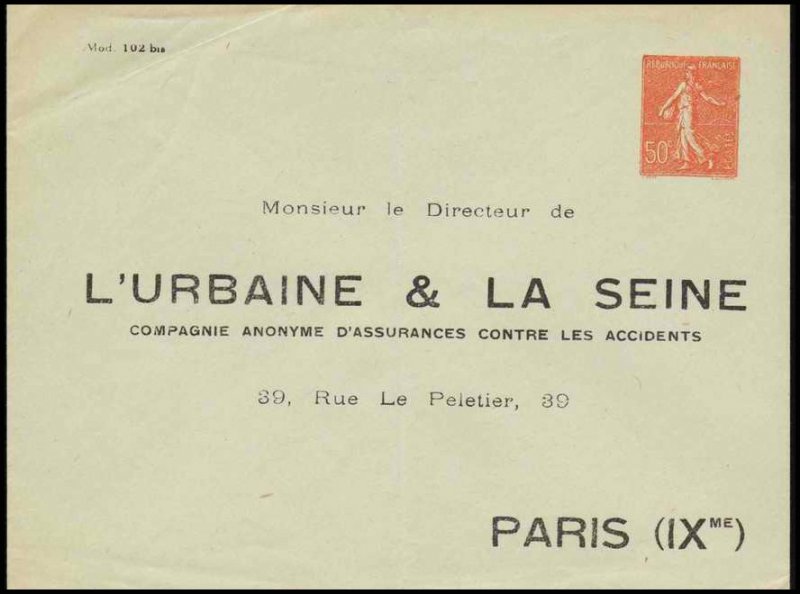 Mod. 102 bis
REPUBLIQUE FRANÇAISE
50c
Monsieur le Directeur de
L'URBAINE & LA SEINE
COMPAGNIE ANONYME D'ASSURANCES CONTRE LES ACCIDENTS
39, Rue Le Peletier, 39
PARIS (IXME)